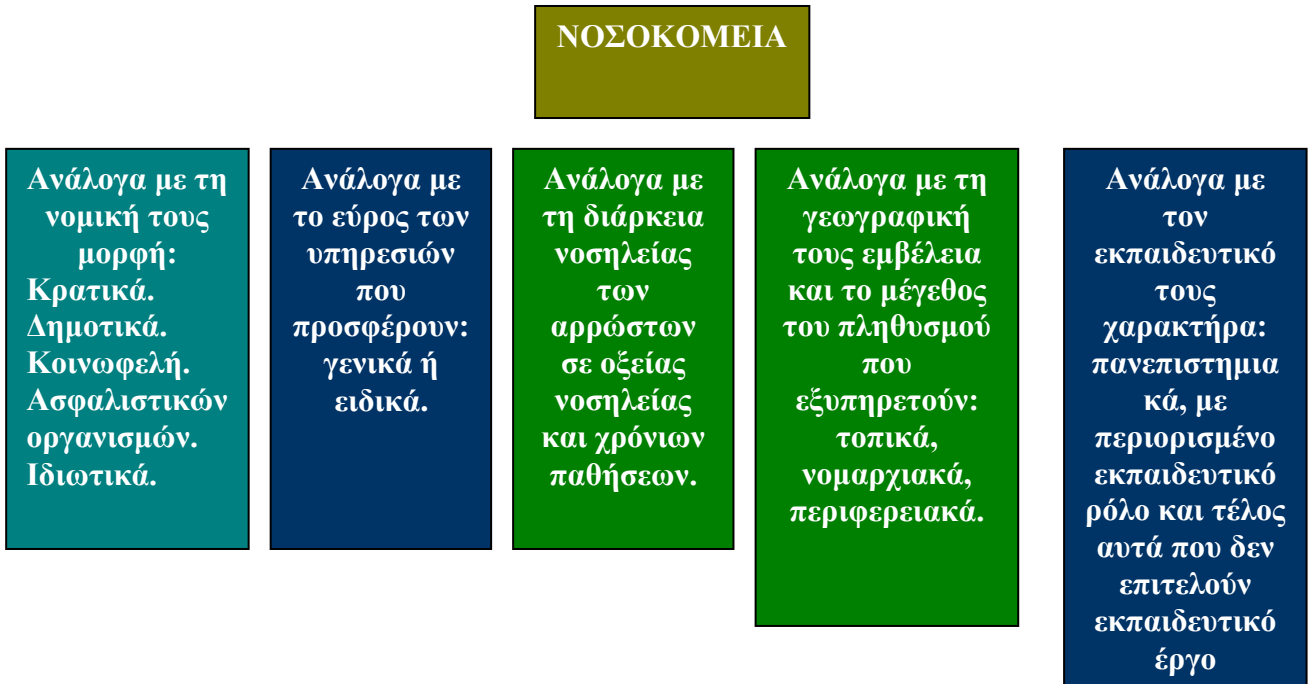 ΝΟΣΟΚΟΜΕΙΑ
Ανάλογα με τη
νομική τους
μορφή:
Κρατικά.
Δημοτικά.
Κοινωφελή.
Ασφαλιστικών
οργανισμών.
Ιδιωτικά.
Ανάλογα με
το εύρος των
υπηρεσιών
που
προσφέρουν:
γενικά ή
ειδικά.
Ανάλογα με
τη διάρκεια
νοσηλείας
των
αρρώστων
σε οξείας
νοσηλείας
και χρόνιων
παθήσεων.
Ανάλογα με τη
γεωγραφική
τους εμβέλεια
και το μέγεθος
του πληθυσμού
που
εξυπηρετούν:
τοπικά,
νομαρχιακά,
περιφερειακά.
Ανάλογα με
τον
εκπαιδευτικό
τους
χαρακτήρα:
πανεπιστημια
κά, με
περιορισμένο
εκπαιδευτικό
ρόλο και τέλος
αυτά που δεν
επιτελούν
εκπαιδευτικό
έργο